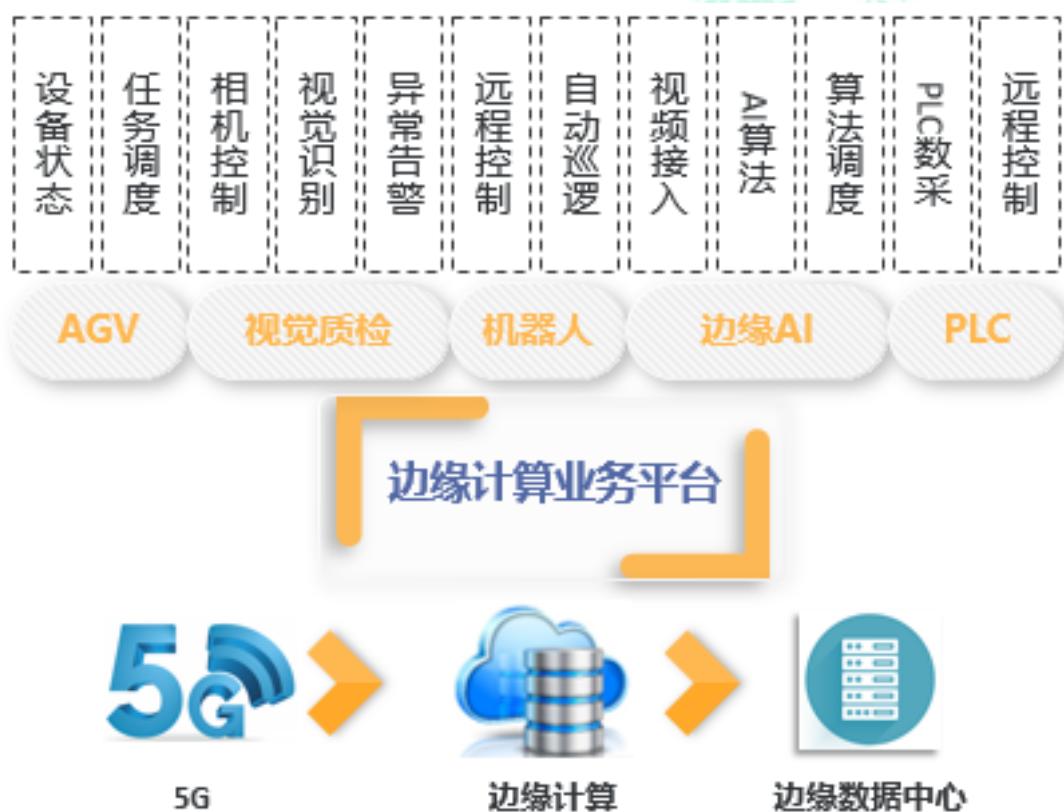 设备状态
任务调度
相机控制
视觉识别
异常告警
远程控制
自动巡逻
视频接入
AI算法
算法调度
PLC数采
远程控制
AGV
视觉质检
机器人
边缘AI
PLC
边缘计算业务平台
5G
5G
边缘计算
边缘数据中心